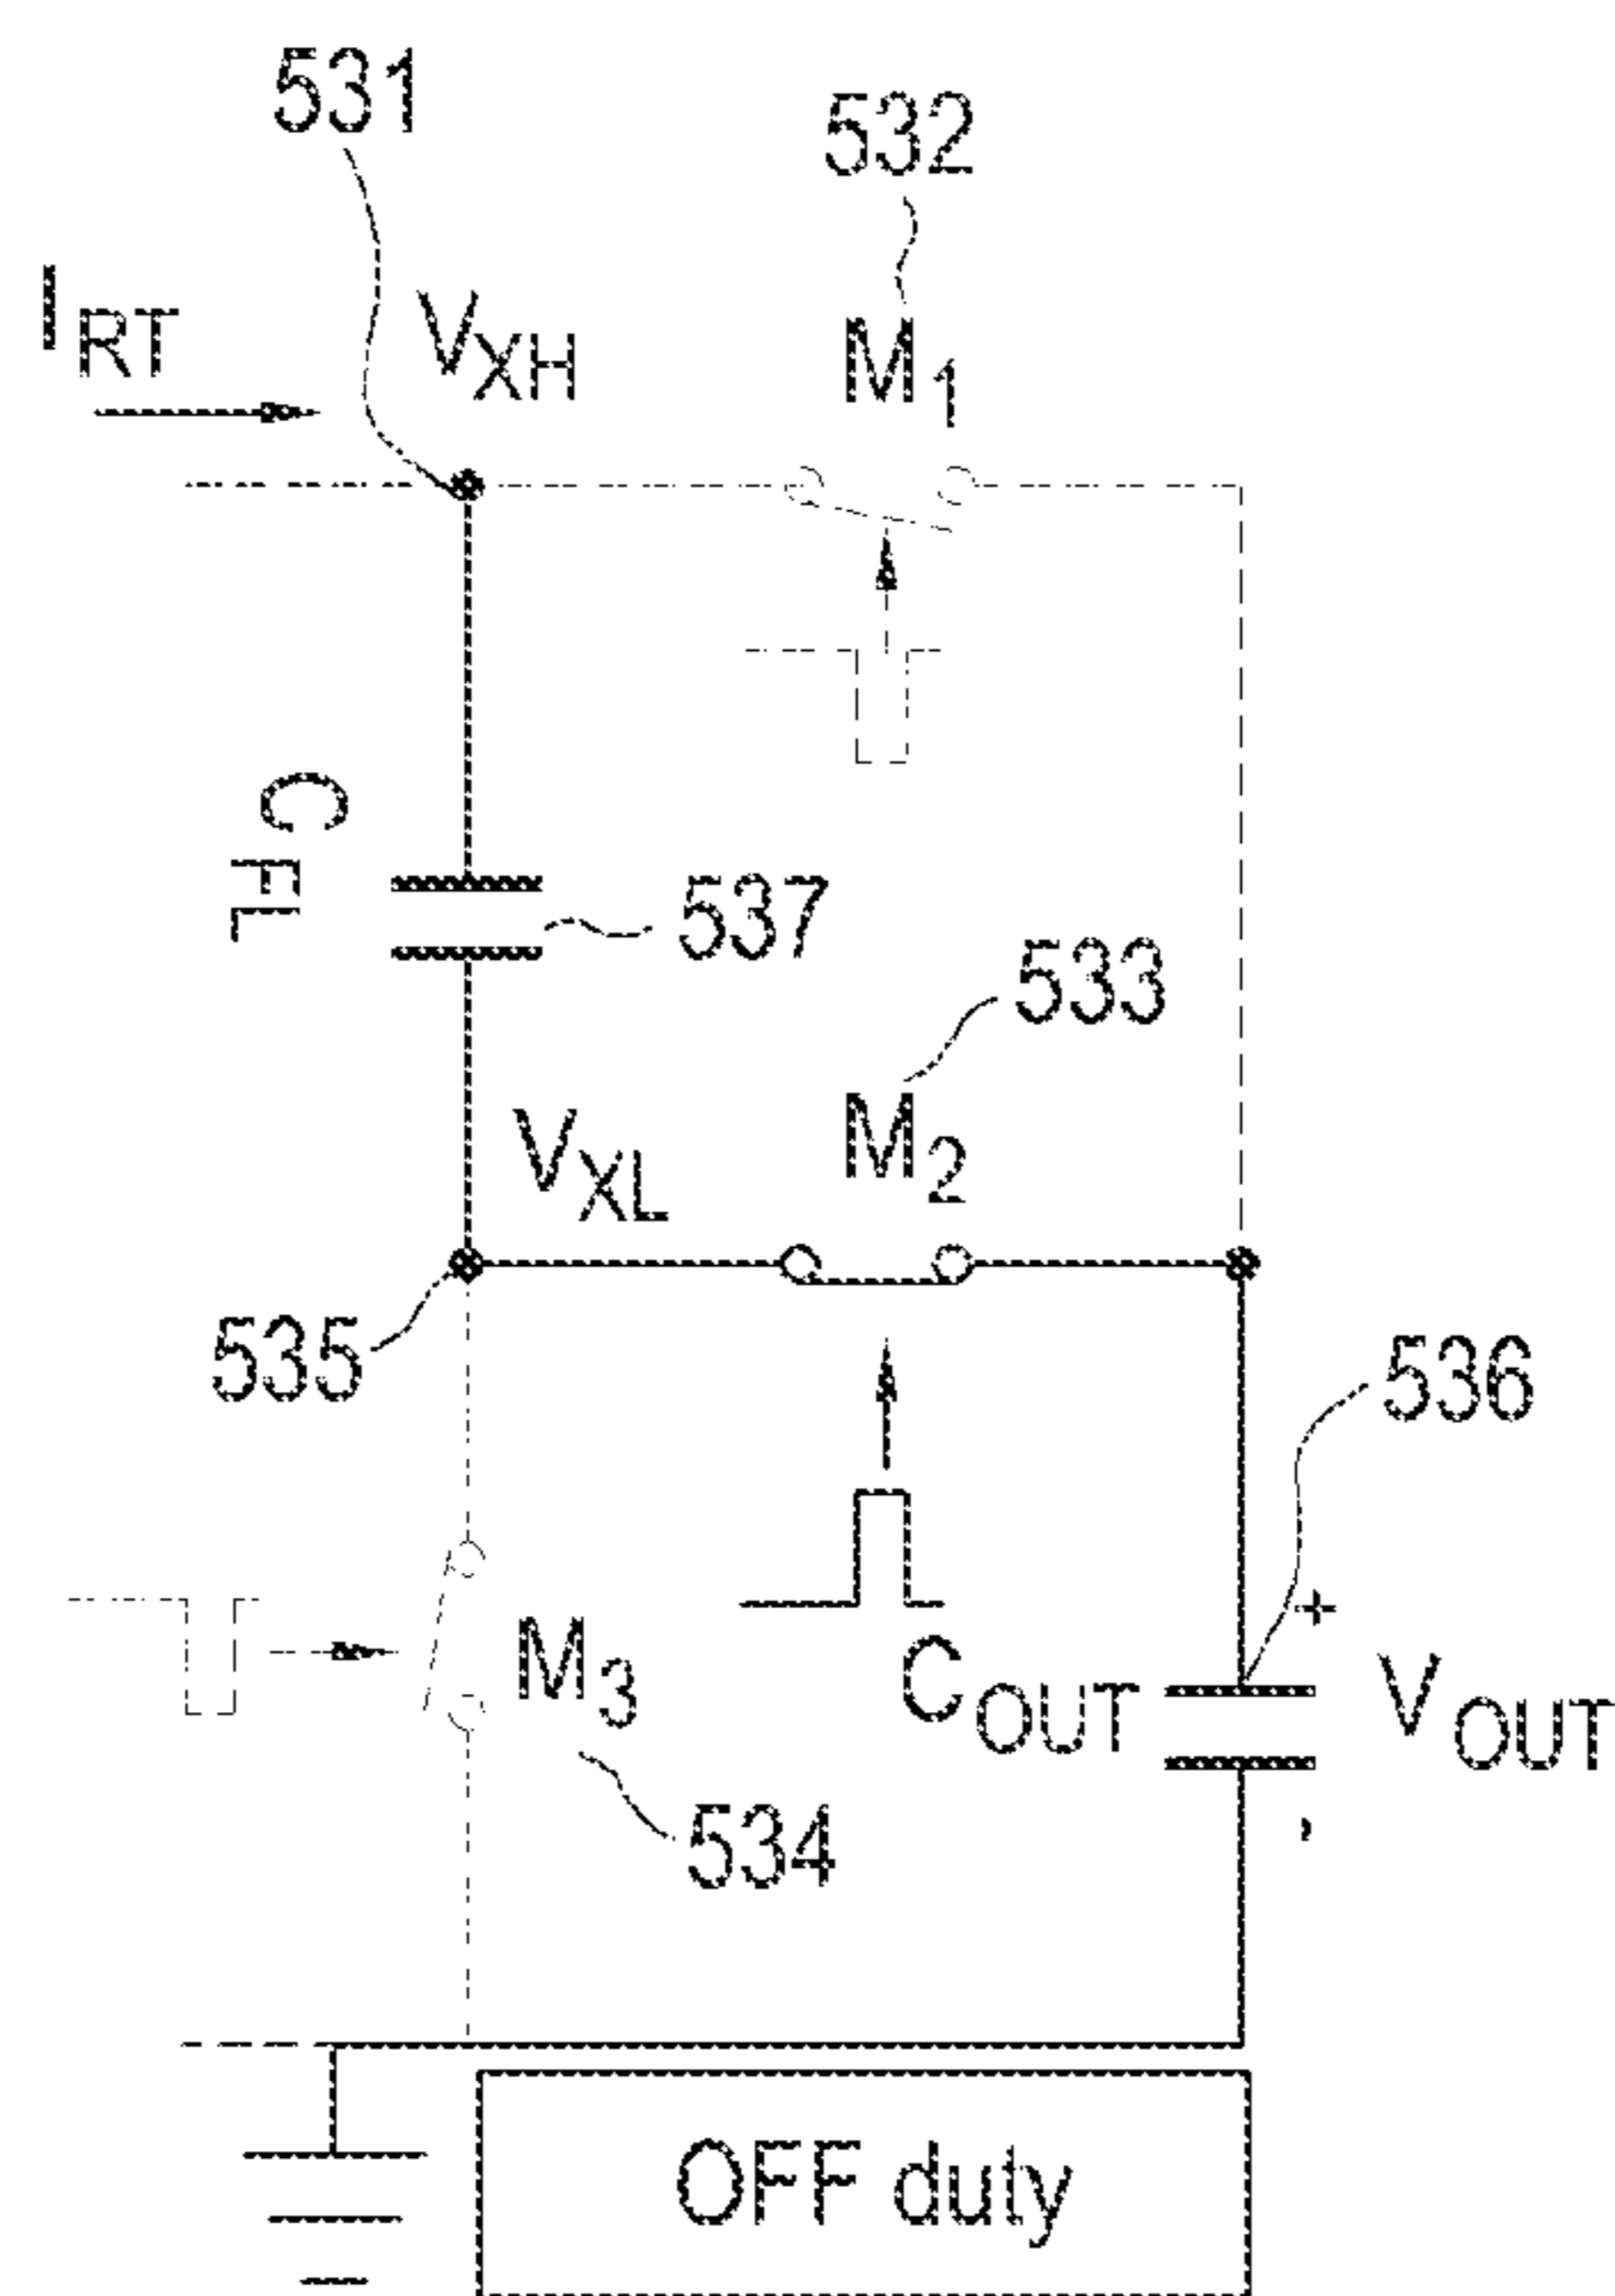 531
532
I_RT
V_XH
M_1
C_FL
537
533
V_XL
M_2
535
536
+
M_3
C_OUT
V_OUT
534
OFF duty